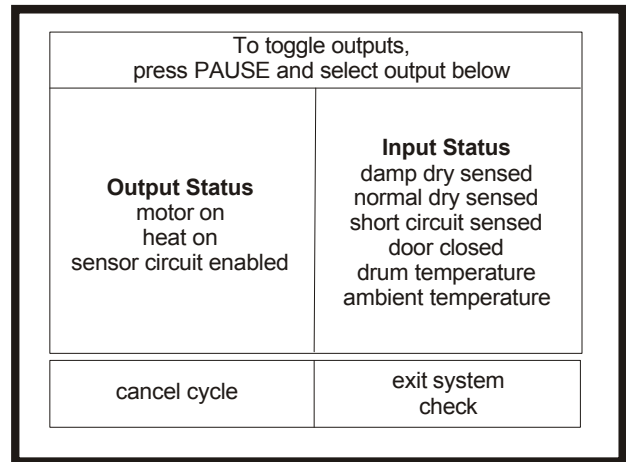 To toggle outputs,
press PAUSE and select output below
Output Status
motor on
heat on
sensor circuit enabled
Input Status
damp dry sensed
normal dry sensed
short circuit sensed
door closed
drum temperature
ambient temperature
cancel cycle
exit system
check